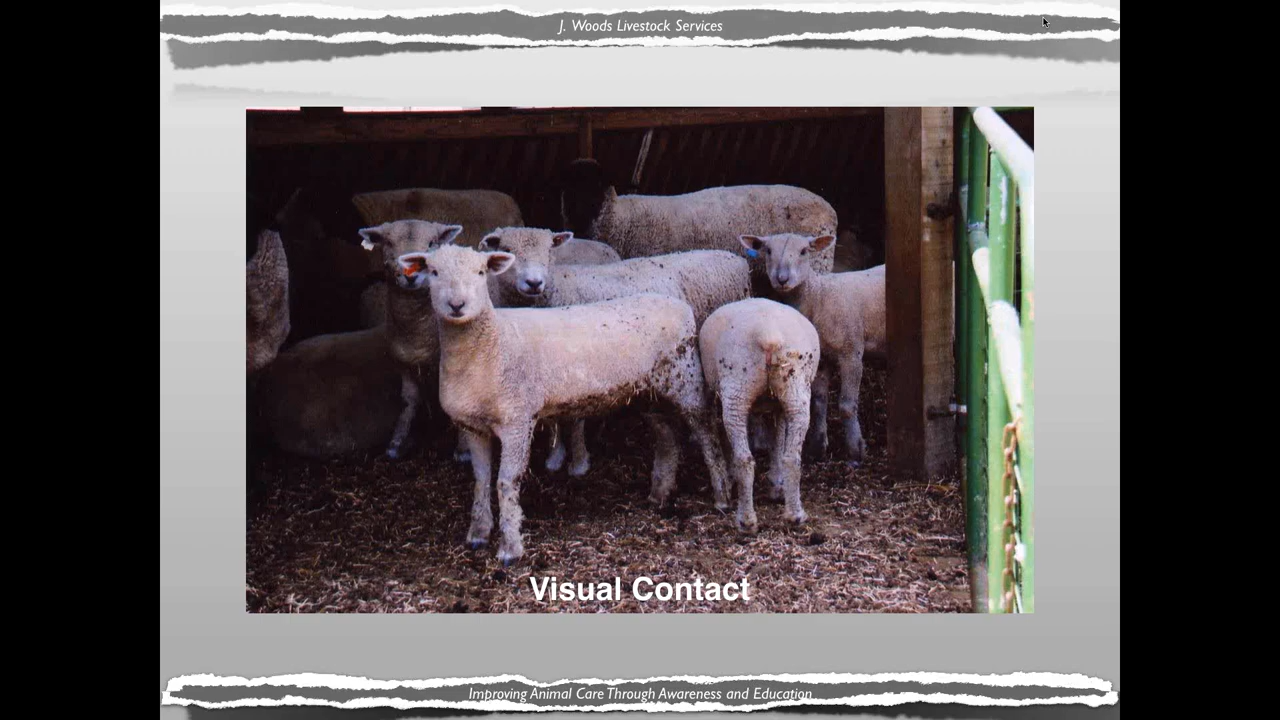 J. Woods Livestock Services
Visual Contact
Improving Animal Care Through Awareness and Education